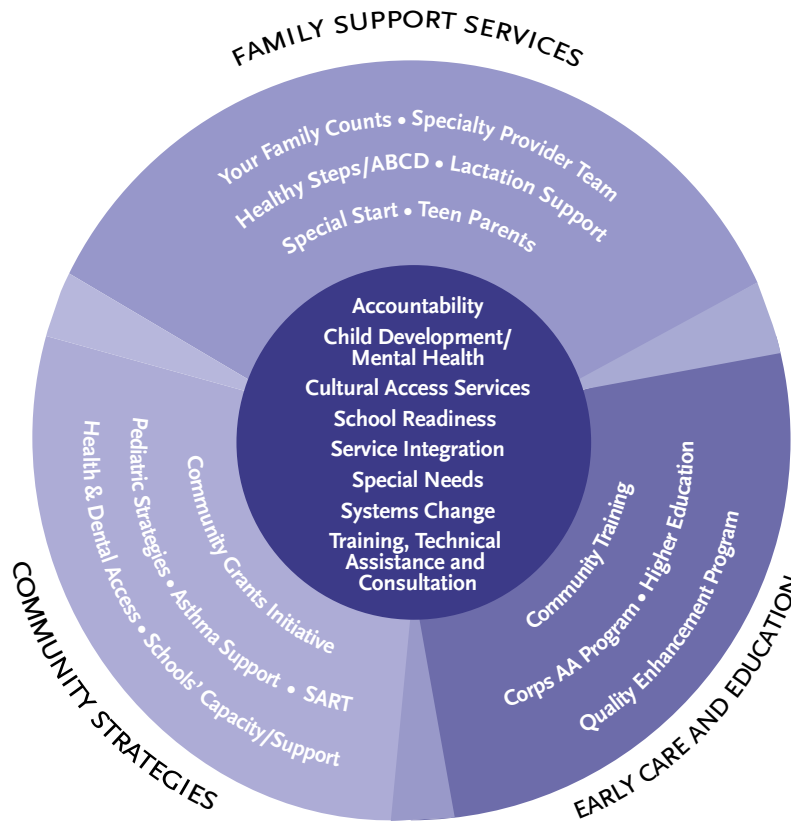 FAMILY SUPPORT SERVICES
Your Family Counts • Specialty Provider Team
Healthy Steps/ABCD • Lactation Support
Special Start • Teen Parents
Accountability
Child Development/
Mental Health
Cultural Access Services
School Readiness
Service Integration
Special Needs
Systems Change
Training, Technical
Assistance and
Consultation
Community Grants Initiative
Pediatric Strategies • Asthma Support • SART
Health & Dental Access • Schools' Capacity/Support
COMMUNITY STRATEGIES
Community Training
Corps AA Program • Higher Education
Quality Enhancement Program
EARLY CARE AND EDUCATION